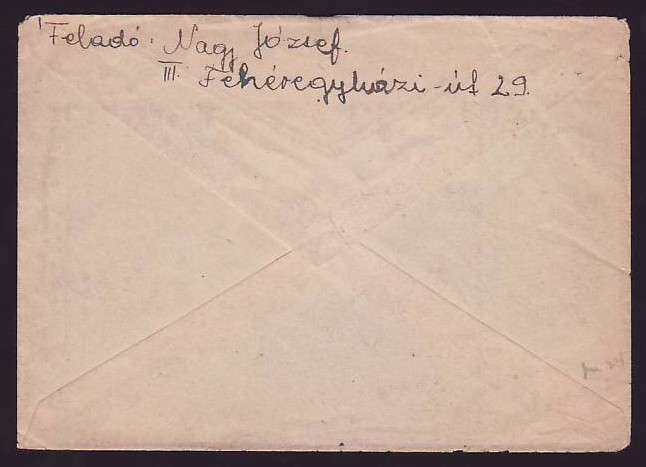 Feladó: Nagy József.
III. Fehéregyházi-út 29.